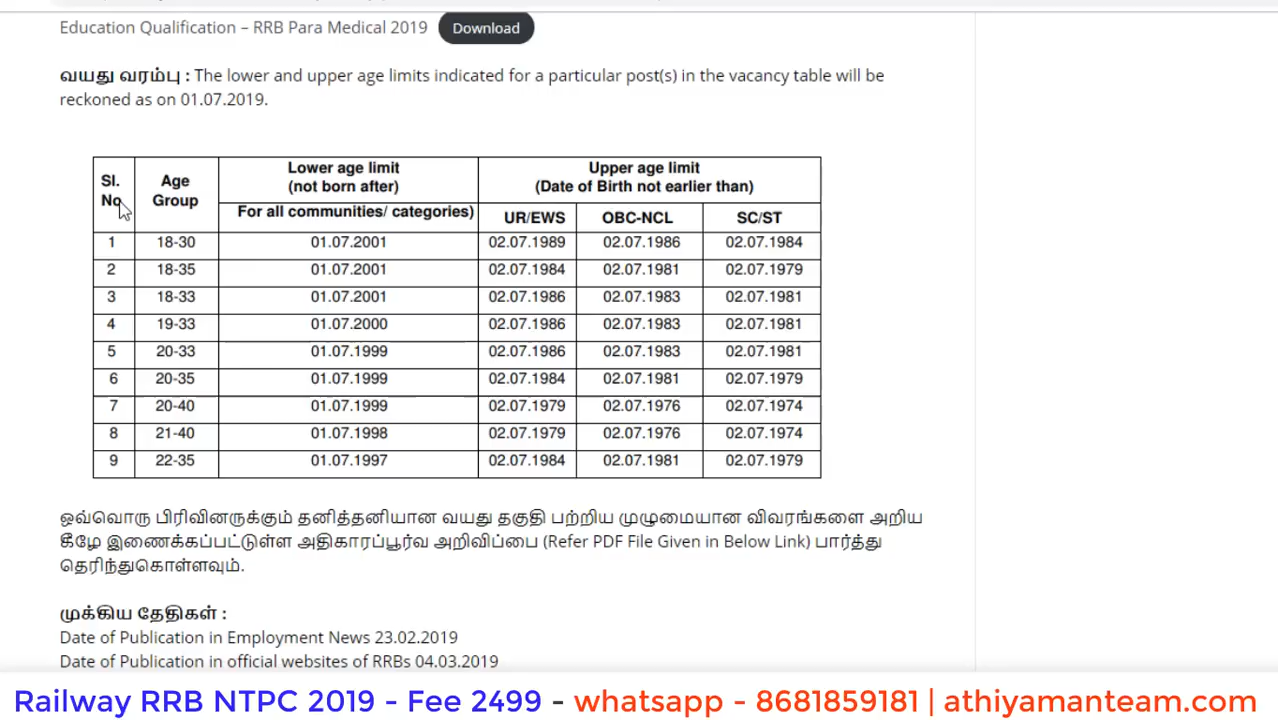 Education Qualification – RRB Para Medical 2019 Download
வயது வரம்பு : The lower and upper age limits indicated for a particular post(s) in the vacancy table will be
reckoned as on 01.07.2019.
Sl. No Age Group Lower age limit (not born after) Upper age limit (Date of Birth not earlier than)
For all communities/ categories) UR/EWS OBC-NCL SC/ST
1 18-30 01.07.2001 02.07.1989 02.07.1986 02.07.1984
2 18-35 01.07.2001 02.07.1984 02.07.1981 02.07.1979
3 18-33 01.07.2001 02.07.1986 02.07.1983 02.07.1981
4 19-33 01.07.2000 02.07.1986 02.07.1983 02.07.1981
5 20-33 01.07.1999 02.07.1986 02.07.1983 02.07.1981
6 20-35 01.07.1999 02.07.1984 02.07.1981 02.07.1979
7 20-40 01.07.1999 02.07.1979 02.07.1976 02.07.1974
8 21-40 01.07.1998 02.07.1979 02.07.1976 02.07.1974
9 22-35 01.07.1997 02.07.1984 02.07.1981 02.07.1979
ஒவ்வொரு பிரிவினருக்கும் தனித்தனியான வயது தகுதி பற்றிய முழுமையான விவரங்களை அறிய
கீழே இணைக்கப்பட்டுள்ள அதிகாரப்பூர்வ அறிவிப்பை (Refer PDF File Given in Below Link) பார்த்து
தெரிந்துகொள்ளவும்.
முக்கிய தேதிகள் :
Date of Publication in Employment News 23.02.2019
Date of Publication in official websites of RRBs 04.03.2019
Railway RRB NTPC 2019 - Fee 2499 - whatsapp - 8681859181 | athiyamanteam.com